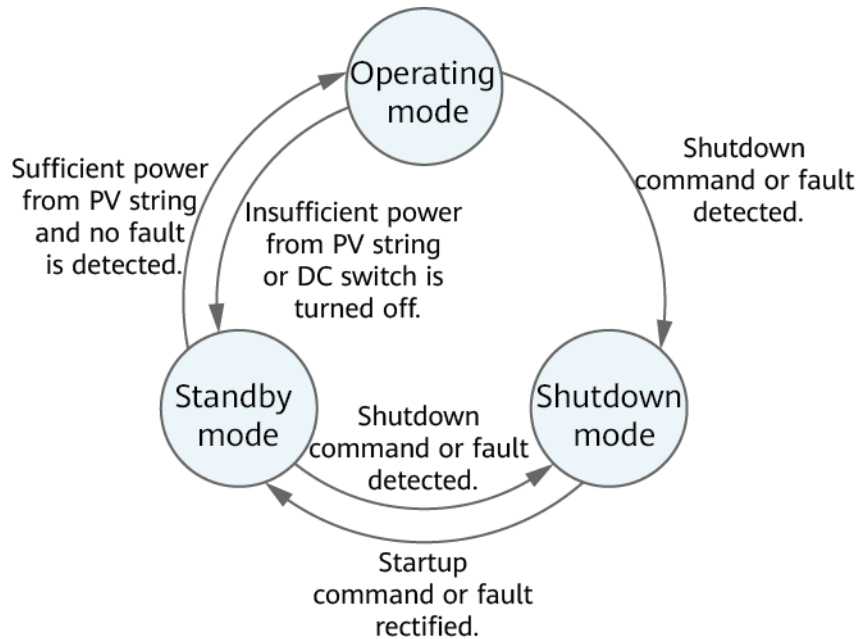 Operating
mode
Shutdown
command or fault
detected.
Sufficient power
from PV string
and no fault
is detected.
Insufficient power
from PV string
or DC switch is
turned off.
Standby
mode
Shutdown
command or fault
detected.
Shutdown
mode
Startup
command or fault
rectified.